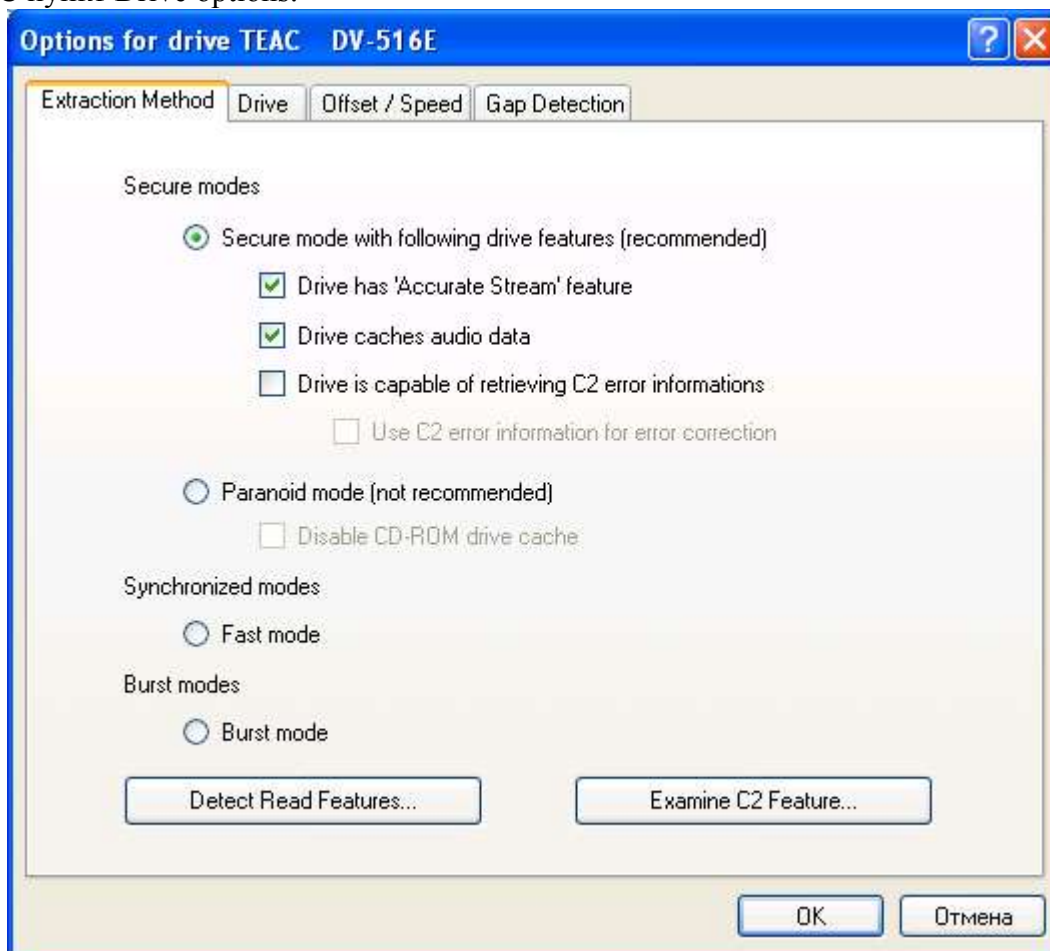 пункт Drive options.
Options for drive TEAC DV-516E
Extraction Method Drive Offset / Speed Gap Detection
Secure modes
Secure mode with following drive features (recommended)
Drive has 'Accurate Stream' feature
Drive caches audio data
Drive is capable of retrieving C2 error informations
Use C2 error information for error correction
Paranoid mode (not recommended)
Disable CD-ROM drive cache
Synchronized modes
Fast mode
Burst modes
Burst mode
Detect Read Features... Examine C2 Feature...
OK Отмена